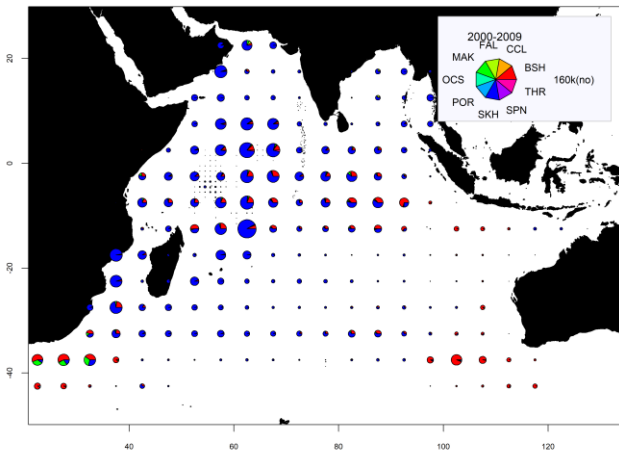 2000-2009
FAL CCL
MAK BSH
OCS 160k(no)
THR
POR SPN
SKH
20
0
-20
-40
40 60 80 100 120